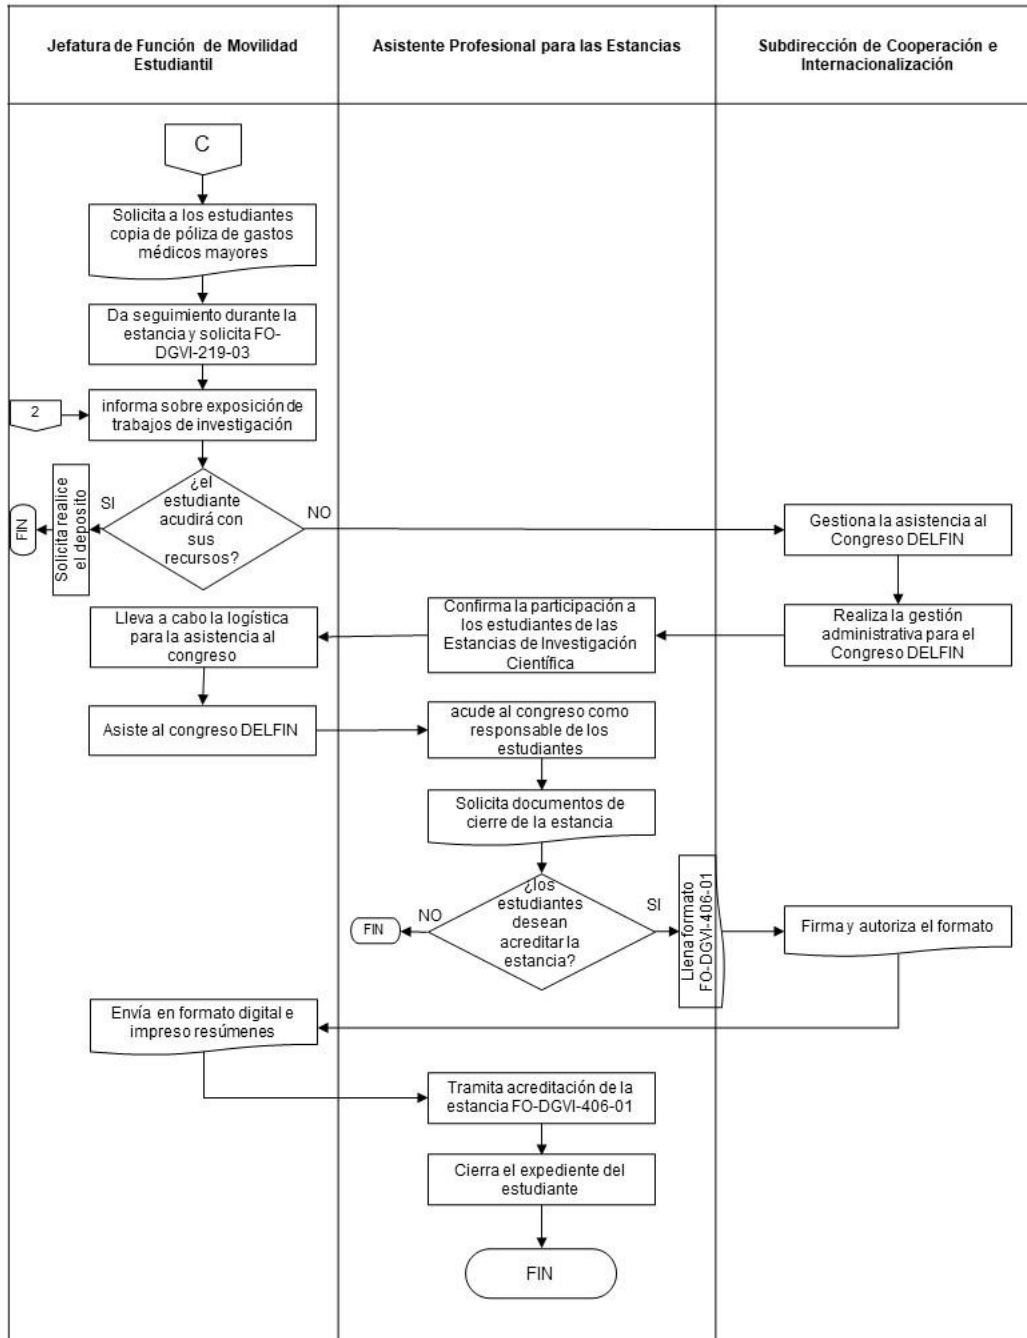 Jefatura de Función de Movilidad
Estudiantil
Asistente Profesional para las Estancias
Subdirección de Cooperación e
Internacionalización
C
Solicita a los estudiantes
copia de póliza de gastos
médicos mayores
Da seguimiento durante la
estancia y solicita FO-
DGVI-219-03
2
informa sobre exposición de
trabajos de investigación
¿el
estudiante
acudirá con
sus
recursos?
SI
NO
Solicita realice
el deposito
FIN
Gestiona la asistencia al
Congreso DELFIN
Realiza la gestión
administrativa para el
Congreso DELFIN
Confirma la participación a
los estudiantes de las
Estancias de Investigación
Científica
Lleva a cabo la logística
para la asistencia al
congreso
Asiste al congreso DELFIN
acude al congreso como
responsable de los
estudiantes
Solicita documentos de
cierre de la estancia
¿los
estudiantes
desean
acreditar la
estancia?
NO
FIN
SI
Llena formato
FO-DGVI-406-01
Firma y autoriza el formato
Envía en formato digital e
impreso resúmenes
Tramita acreditación de la
estancia FO-DGVI-406-01
Cierra el expediente del
estudiante
FIN